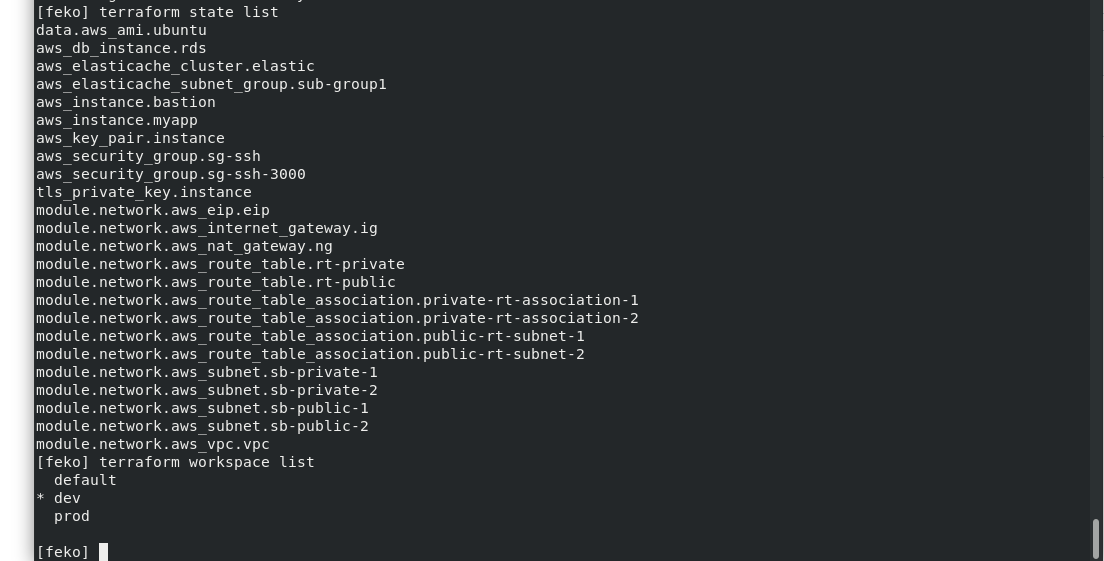 [feko] terraform state list
data.aws_ami.ubuntu
aws_db_instance.rds
aws_elasticache_cluster.elastic
aws_elasticache_subnet_group.sub-group1
aws_instance.bastion
aws_instance.myapp
aws_key_pair.instance
aws_security_group.sg-ssh
aws_security_group.sg-ssh-3000
tls_private_key.instance
module.network.aws_eip.eip
module.network.aws_internet_gateway.ig
module.network.aws_nat_gateway.ng
module.network.aws_route_table.rt-private
module.network.aws_route_table.rt-public
module.network.aws_route_table_association.private-rt-association-1
module.network.aws_route_table_association.private-rt-association-2
module.network.aws_route_table_association.public-rt-subnet-1
module.network.aws_route_table_association.public-rt-subnet-2
module.network.aws_subnet.sb-private-1
module.network.aws_subnet.sb-private-2
module.network.aws_subnet.sb-public-1
module.network.aws_subnet.sb-public-2
module.network.aws_vpc.vpc
[feko] terraform workspace list
  default
* dev
  prod
[feko]